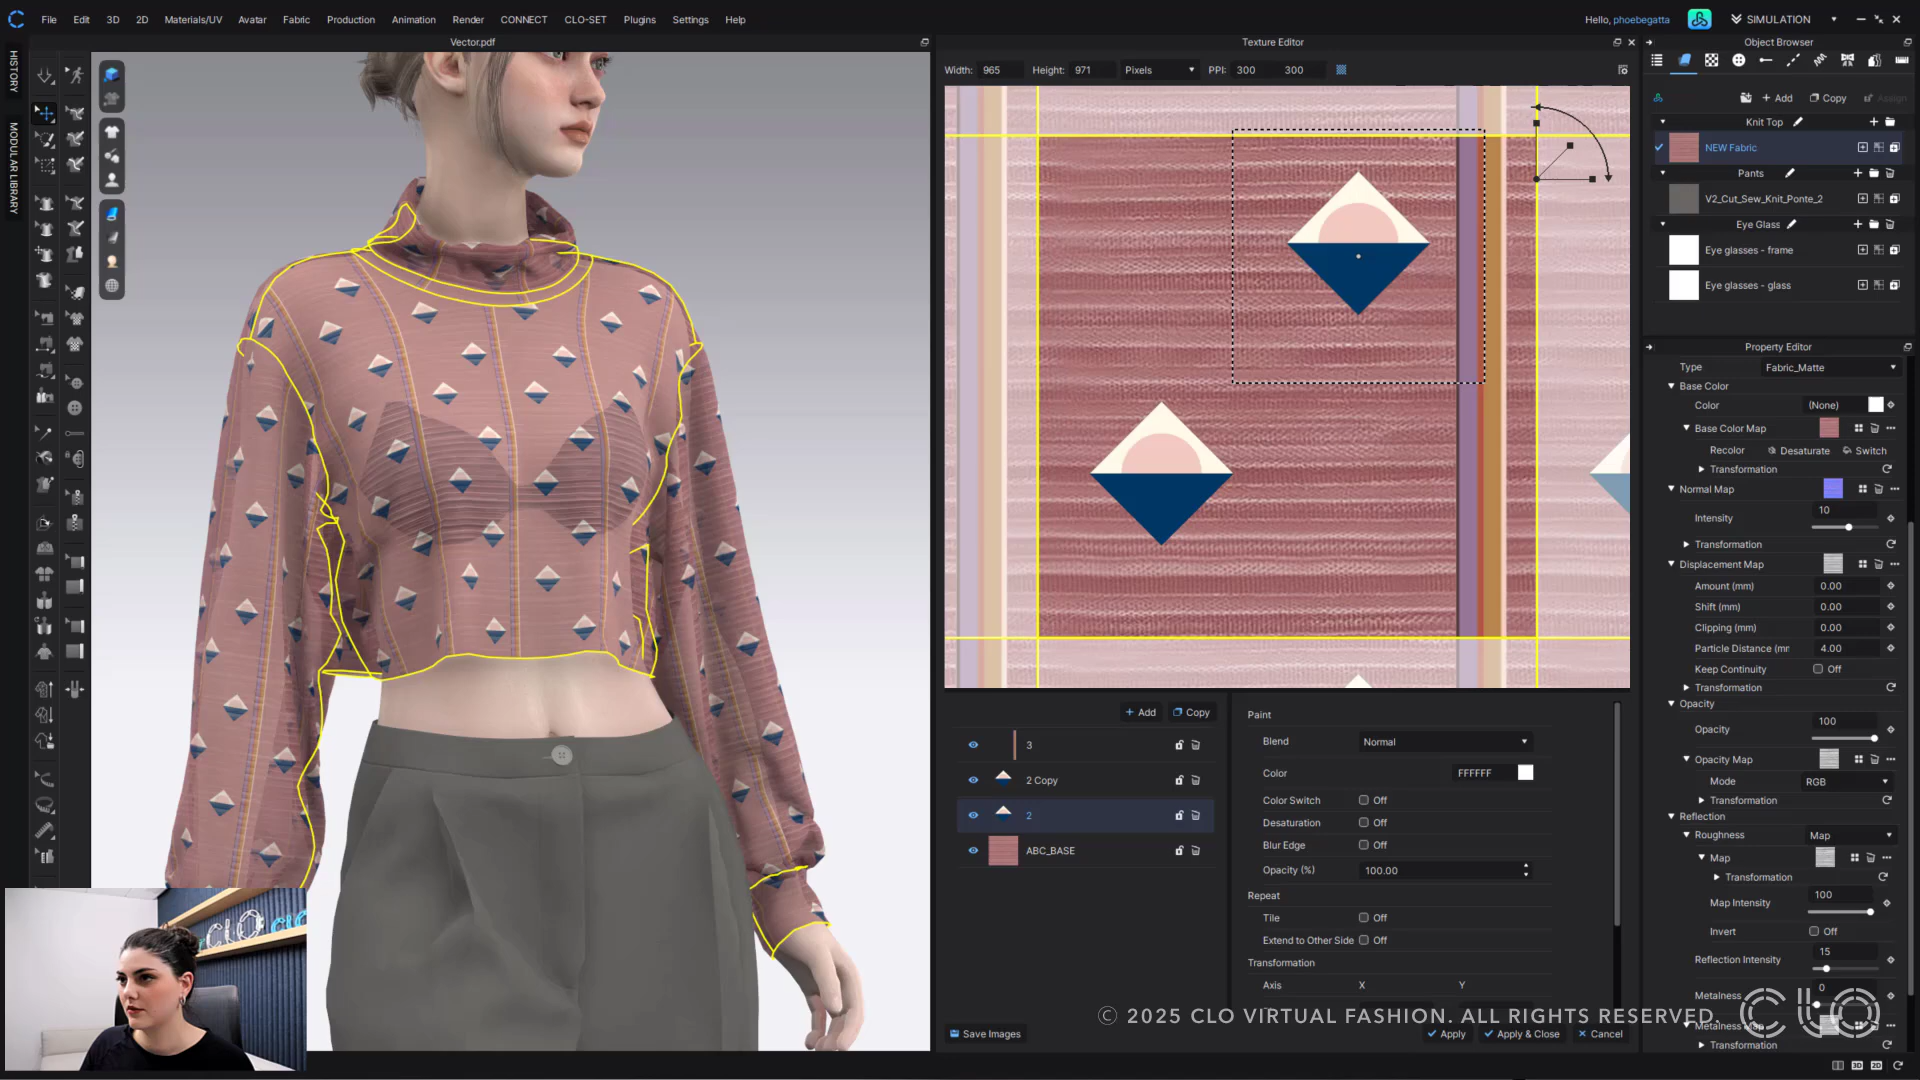 File Edit 3D 2D Materials/UV Avatar Fabric Production Animation Render CONNECT CLO-SET Plugins Settings Help
Hello, phoebegatta
SIMULATION
HISTORY
MODULAR LIBRARY
Vector.pdf
Texture Editor
Width: 965 Height: 971 Pixels PPI: 300 300
Add Copy
3
2 Copy
2
ABC_BASE
Save Images
Paint
Blend Normal
Color FFFFFF
Color Switch Off
Desaturation Off
Blur Edge Off
Opacity (%) 100.00
Repeat
Tile Off
Extend to Other Side Off
Transformation
Axis X Y
Apply Apply & Close Cancel
Object Browser
Add Copy Assign
Knit Top
NEW Fabric
Pants
V2_Cut_Sew_Knit_Ponte_2
Eye Glass
Eye glasses - frame
Eye glasses - glass
Property Editor
Type Fabric_Matte
Base Color
Color (None)
Base Color Map
Recolor Desaturate Switch
Transformation
Normal Map
Intensity 10
Transformation
Displacement Map
Amount (mm) 0.00
Shift (mm) 0.00
Clipping (mm) 0.00
Particle Distance (mr 4.00
Keep Continuity Off
Transformation
Opacity
Opacity 100
Opacity Map
Mode RGB
Transformation
Reflection
Roughness Map
Map
Transformation
Map Intensity 100
Invert Off
Reflection Intensity 15
Metalness 0
Metalness Map
Transformation
3D 2D
© 2025 CLO VIRTUAL FASHION. ALL RIGHTS RESERVED.
CLO
CLO